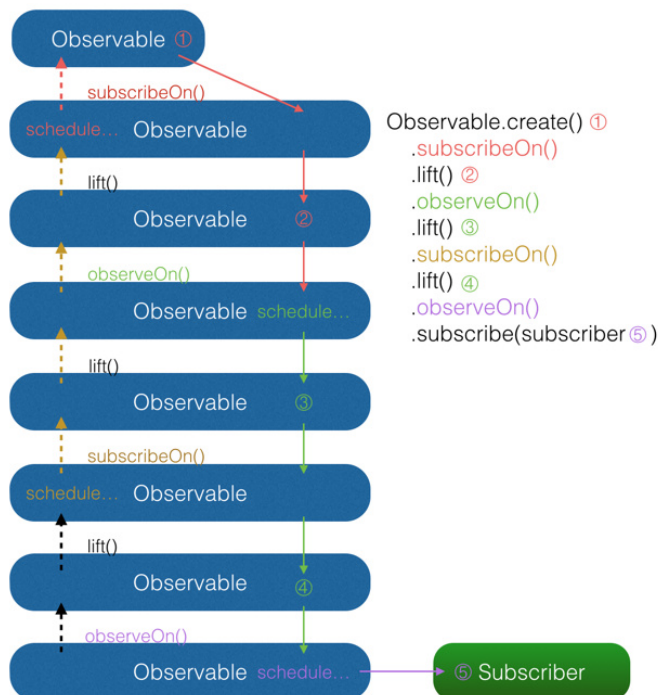 Observable ①
subscribeOn()
schedule... Observable
lift()
Observable ②
observeOn()
Observable schedule...
lift()
Observable ③
subscribeOn()
schedule... Observable
lift()
Observable ④
observeOn()
Observable schedule...
⑤ Subscriber
Observable.create() ①
.subscribeOn()
.lift() ②
.observeOn()
.lift() ③
.subscribeOn()
.lift() ④
.observeOn()
.subscribe(subscriber⑤)